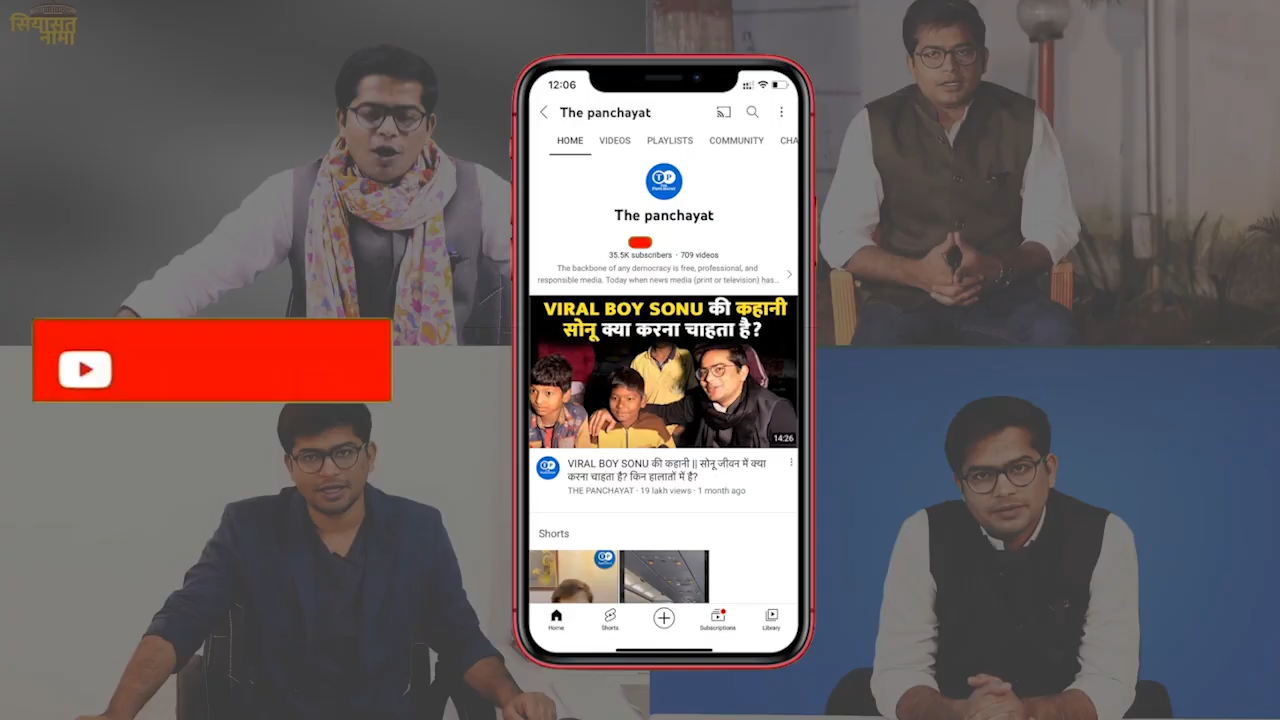 सियासत
नामा
12:06
The panchayat
HOME VIDEOS PLAYLISTS COMMUNITY CHA
TP
The panchayat
35.5K subscribers · 709 videos
The backbone of any democracy is free, professional, and
responsible media. Today when news media (print or television) has...
VIRAL BOY SONU की कहानी
सोनू क्या करना चाहता है?
14:26
VIRAL BOY SONU की कहानी || सोनू जीवन में क्या
करना चाहता है? किन हालातों में है?
THE PANCHAYAT · 19 lakh views · 1 month ago
Shorts
Home Shorts Subscriptions Library